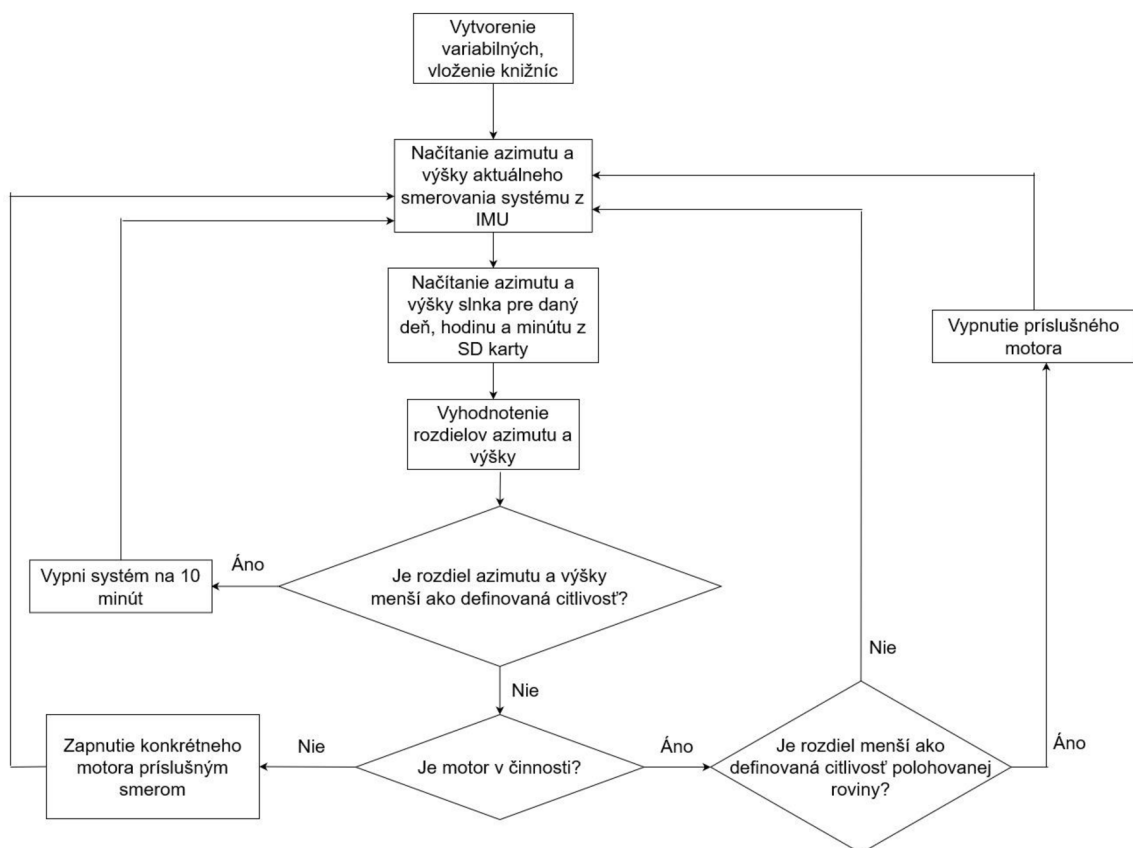 Vytvorenie
variabilných,
vloženie knižníc
Načítanie azimutu a
výšky aktuálneho
smerovania systému z
IMU
Načítanie azimutu a
výšky slnka pre daný
deň, hodinu a minútu z
SD karty
Vypnutie príslušného
motora
Vyhodnotenie
rozdielov azimutu a
výšky
Je rozdiel azimutu a výšky
menší ako definovaná citlivosť?
Áno
Vypni systém na 10
minút
Nie
Je motor v činnosti?
Nie
Zapnutie konkrétneho
motora príslušným
smerom
Áno
Je rozdiel menší ako
definovaná citlivosť polohovanej
roviny?
Nie
Áno